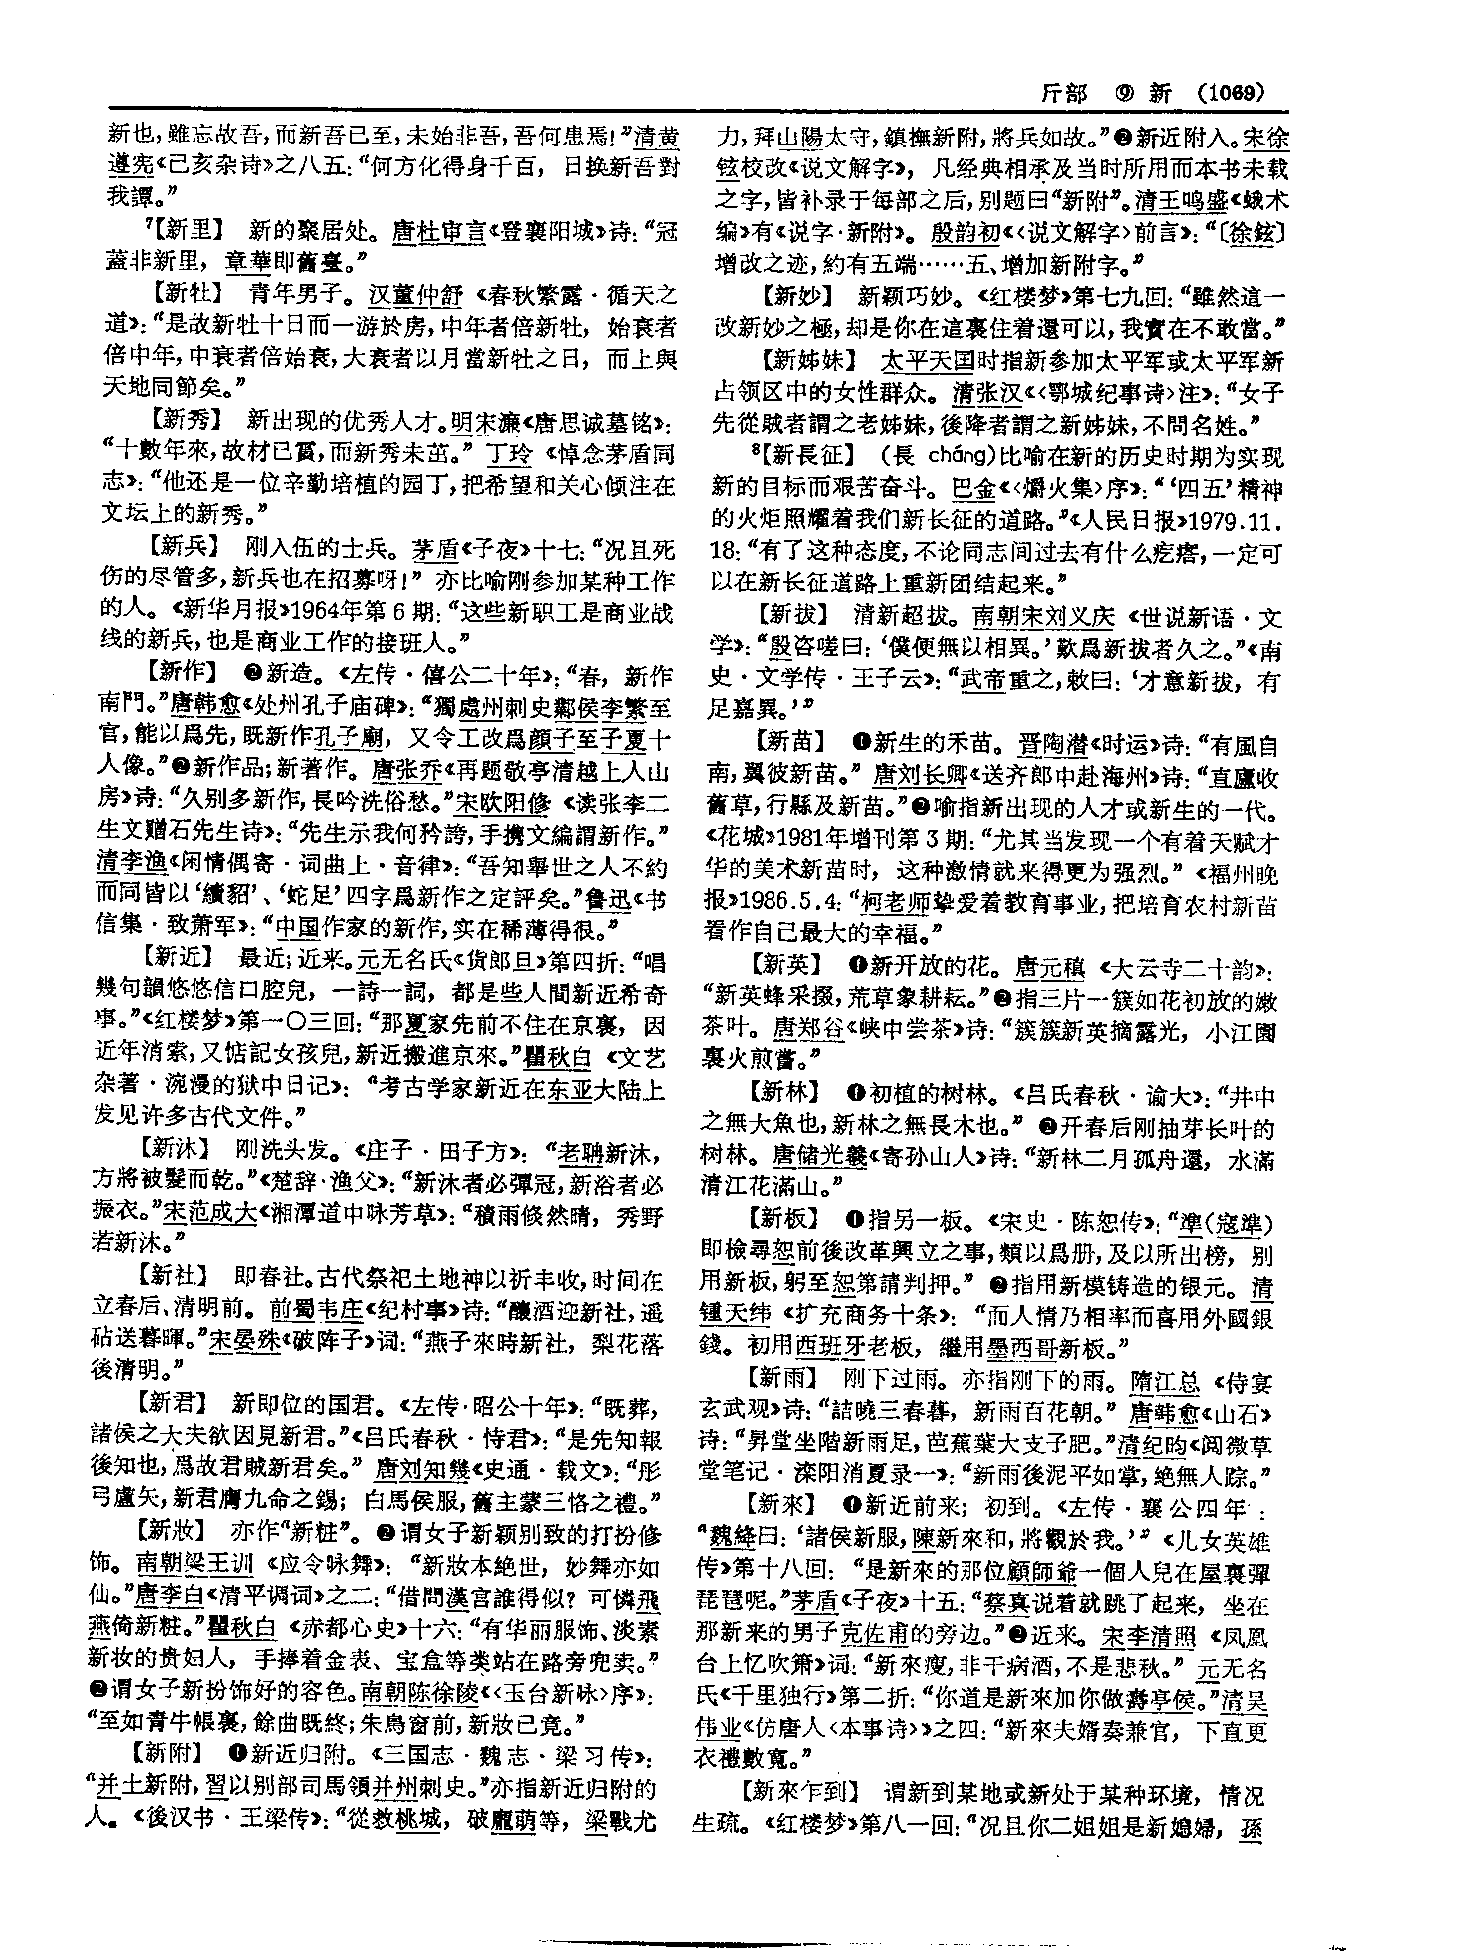 斤部 ⑨ 新 (1069)
新也，雖忘故吾，而新吾已至，未始非吾，吾何患焉！”清黄
遵宪《己亥杂诗》之八五：“何方化得身千百，日换新吾對
我譚。”
⁷【新里】 新的聚居处。唐杜审言《登襄阳城》诗：“冠
蓋非新里，章華即舊臺。”
【新牡】 青年男子。汉董仲舒《春秋繁露·循天之
道》：“是故新牡十日而一游於房，中年者倍新牡，始衰者
倍中年，中衰者倍始衰，大衰者以月當新牡之日，而上與
天地同節矣。”
【新秀】 新出现的优秀人才。明宋濂《唐思诚墓铭》：
“十數年來，故材已實，而新秀未茁。”丁玲《悼念茅盾同
志》：“他还是一位辛勤培植的园丁，把希望和关心倾注在
文坛上的新秀。”
【新兵】 刚入伍的士兵。茅盾《子夜》十七：“况且死
伤的尽管多，新兵也在招募呀！”亦比喻刚参加某种工作
的人。《新华月报》1964年第6期：“这些新职工是商业战
线的新兵，也是商业工作的接班人。”
【新作】 ❷新造。《左传·僖公二十年》：“春，新作
南門。”唐韩愈《处州孔子庙碑》：“獨處州刺史鄴侯李繁至
官，能以爲先，既新作孔子廟，又令工改爲顔子至子夏十
人像。”❷新作品；新著作。唐张乔《再题敬亭清越上人山
房》诗：“久别多新作，長吟洗俗愁。”宋欧阳修《读张李二
生文赠石先生诗》：“先生示我何矜誇，手擕文編謂新作。”
清李渔《闲情偶寄·词曲上·音律》：“吾知舉世之人不約
而同皆以‘續貂’、‘蛇足’四字爲新作之定評矣。”鲁迅《书
信集·致萧军》：“中国作家的新作，实在稀薄得很。”
【新近】 最近；近来。元无名氏《货郎旦》第四折：“唱
幾句韻悠悠信口腔兒，一詩一詞，都是些人間新近希奇
事。”《红楼梦》第一〇三回：“那夏家先前不住在京裏，因
近年消索，又惦記女孩兒，新近搬進京來。”瞿秋白《文艺
杂著·涴漫的狱中日记》：“考古学家新近在东亚大陆上
发见许多古代文件。”
【新沐】 刚洗头发。《庄子·田子方》：“老聃新沐，
方將被髮而乾。”《楚辞·渔父》：“新沐者必彈冠，新浴者必
振衣。”宋范成大《湘潭道中咏芳草》：“積雨倏然晴，秀野
若新沐。”
【新社】 即春社。古代祭祀土地神以祈丰收，时间在
立春后、清明前。前蜀韦庄《纪村事》诗：“釀酒迎新社，遥
砧送暮暉。”宋晏殊《破阵子》词：“燕子來時新社，梨花落
後清明。”
【新君】 新即位的国君。《左传·昭公十年》：“既葬，
諸侯之大夫欲因見新君。”《吕氏春秋·恃君》：“是先知報
後知也，爲故君賊新君矣。”唐刘知幾《史通·载文》：“彤
弓盧矢，新君膺九命之錫；白馬侯服，舊主蒙三恪之禮。”
【新妝】 亦作“新粧”。❷谓女子新颖别致的打扮修
饰。南朝梁王训《应令咏舞》：“新妝本絶世，妙舞亦如
仙。”唐李白《清平调词》之二：“借問漢宫誰得似？可憐飛
燕倚新粧。”瞿秋白《赤都心史》十六：“有华丽服饰、淡素
新妆的贵妇人，手捧着金表、宝盒等类站在路旁兜卖。”
❷谓女子新扮饰好的容色。南朝陈徐陵《〈玉台新咏〉序》：
“至如青牛帳裏，餘曲既終；朱鳥窗前，新妝已竟。”
【新附】 ❶新近归附。《三国志·魏志·梁习传》：
“并土新附，習以别部司馬領并州刺史。”亦指新近归附的
人。《後汉书·王梁传》：“從救桃城，破龐萌等，梁戰尤
力，拜山陽太守，鎮撫新附，將兵如故。”❷新近附入。宋徐
铉校改《说文解字》，凡经典相承及当时所用而本书未载
之字，皆补录于每部之后，别题曰“新附”。清王鸣盛《蛾术
编》有《说字·新附》。殷韵初《〈说文解字〉前言》：“〔徐鉉〕
增改之迹，約有五端……五、增加新附字。”
【新妙】 新颖巧妙。《红楼梦》第七九回：“雖然這一
改新妙之極，却是你在這裏住着還可以，我實在不敢當。”
【新姊妹】 太平天国时指新参加太平军或太平军新
占领区中的女性群众。清张汉《〈鄂城纪事诗〉注》：“女子
先從賊者謂之老姊妹，後降者謂之新姊妹，不問名姓。”
⁸【新長征】 (長 cháng)比喻在新的历史时期为实现
新的目标而艰苦奋斗。巴金《〈爝火集〉序》：“‘四五’精神
的火炬照耀着我们新长征的道路。”《人民日报》1979.11.
18：“有了这种态度，不论同志间过去有什么疙瘩，一定可
以在新长征道路上重新团结起来。”
【新拔】 清新超拔。南朝宋刘义庆《世说新语·文
学》：“殷咨嗟曰：‘僕便無以相異。’歎爲新拔者久之。”《南
史·文学传·王子云》：“武帝重之，敕曰：‘才意新拔，有
足嘉異。’”
【新苗】 ❶新生的禾苗。晋陶潜《时运》诗：“有風自
南，翼彼新苗。”唐刘长卿《送齐郎中赴海州》诗：“直廬收
舊草，行縣及新苗。”❷喻指新出现的人才或新生的一代。
《花城》1981年增刊第3期：“尤其当发现一个有着天赋才
华的美术新苗时，这种激情就来得更为强烈。”《福州晚
报》1986.5.4：“柯老师挚爱着教育事业，把培育农村新苗
看作自己最大的幸福。”
【新英】 ❶新开放的花。唐元稹《大云寺二十韵》：
“新英蜂采掇，荒草象耕耘。”❷指三片一簇如花初放的嫩
茶叶。唐郑谷《峡中尝茶》诗：“簇簇新英摘露光，小江園
裏火煎嘗。”
【新林】 ❶初植的树林。《吕氏春秋·谕大》：“井中
之無大魚也，新林之無長木也。” ❷开春后刚抽芽长叶的
树林。唐储光羲《寄孙山人》诗：“新林二月孤舟還，水滿
清江花滿山。”
【新板】 ❶指另一板。《宋史·陈恕传》：“準(寇準)
即檢尋恕前後改革興立之事，類以爲册，及以所出榜，别
用新板，躬至恕第請判押。” ❷指用新模铸造的银元。清
锺天纬《扩充商务十条》：“而人情乃相率而喜用外國銀
錢。初用西班牙老板，繼用墨西哥新板。”
【新雨】 刚下过雨。亦指刚下的雨。隋江总《侍宴
玄武观》诗：“詰曉三春暮，新雨百花朝。”唐韩愈《山石》
诗：“昇堂坐階新雨足，芭蕉葉大支子肥。”清纪昀《阅微草
堂笔记·滦阳消夏录一》：“新雨後泥平如掌，絶無人踪。”
【新來】 ❶新近前来；初到。《左传·襄公四年》：
“魏絳曰：‘諸侯新服，陳新來和，將觀於我。’”《儿女英雄
传》第十八回：“是新來的那位顧師爺一個人兒在屋裏彈
琵琶呢。”茅盾《子夜》十五：“蔡真说着就跳了起来，坐在
那新来的男子克佐甫的旁边。”❷近来。宋李清照《凤凰
台上忆吹箫》词：“新來瘦，非干病酒，不是悲秋。”元无名
氏《千里独行》第二折：“你道是新來加你做壽亭侯。”清吴
伟业《仿唐人〈本事诗〉》之四：“新來夫婿奏兼官，下直更
衣禮數寬。”
【新來乍到】 谓新到某地或新处于某种环境，情况
生疏。《红楼梦》第八一回：“况且你二姐姐是新媳婦，孫